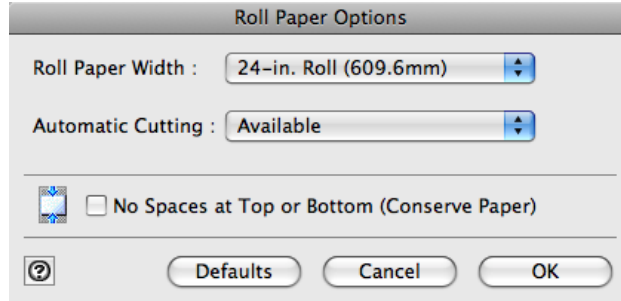 Roll Paper Options
Roll Paper Width : 24-in. Roll (609.6mm)
Automatic Cutting : Available
No Spaces at Top or Bottom (Conserve Paper)
? Defaults Cancel OK